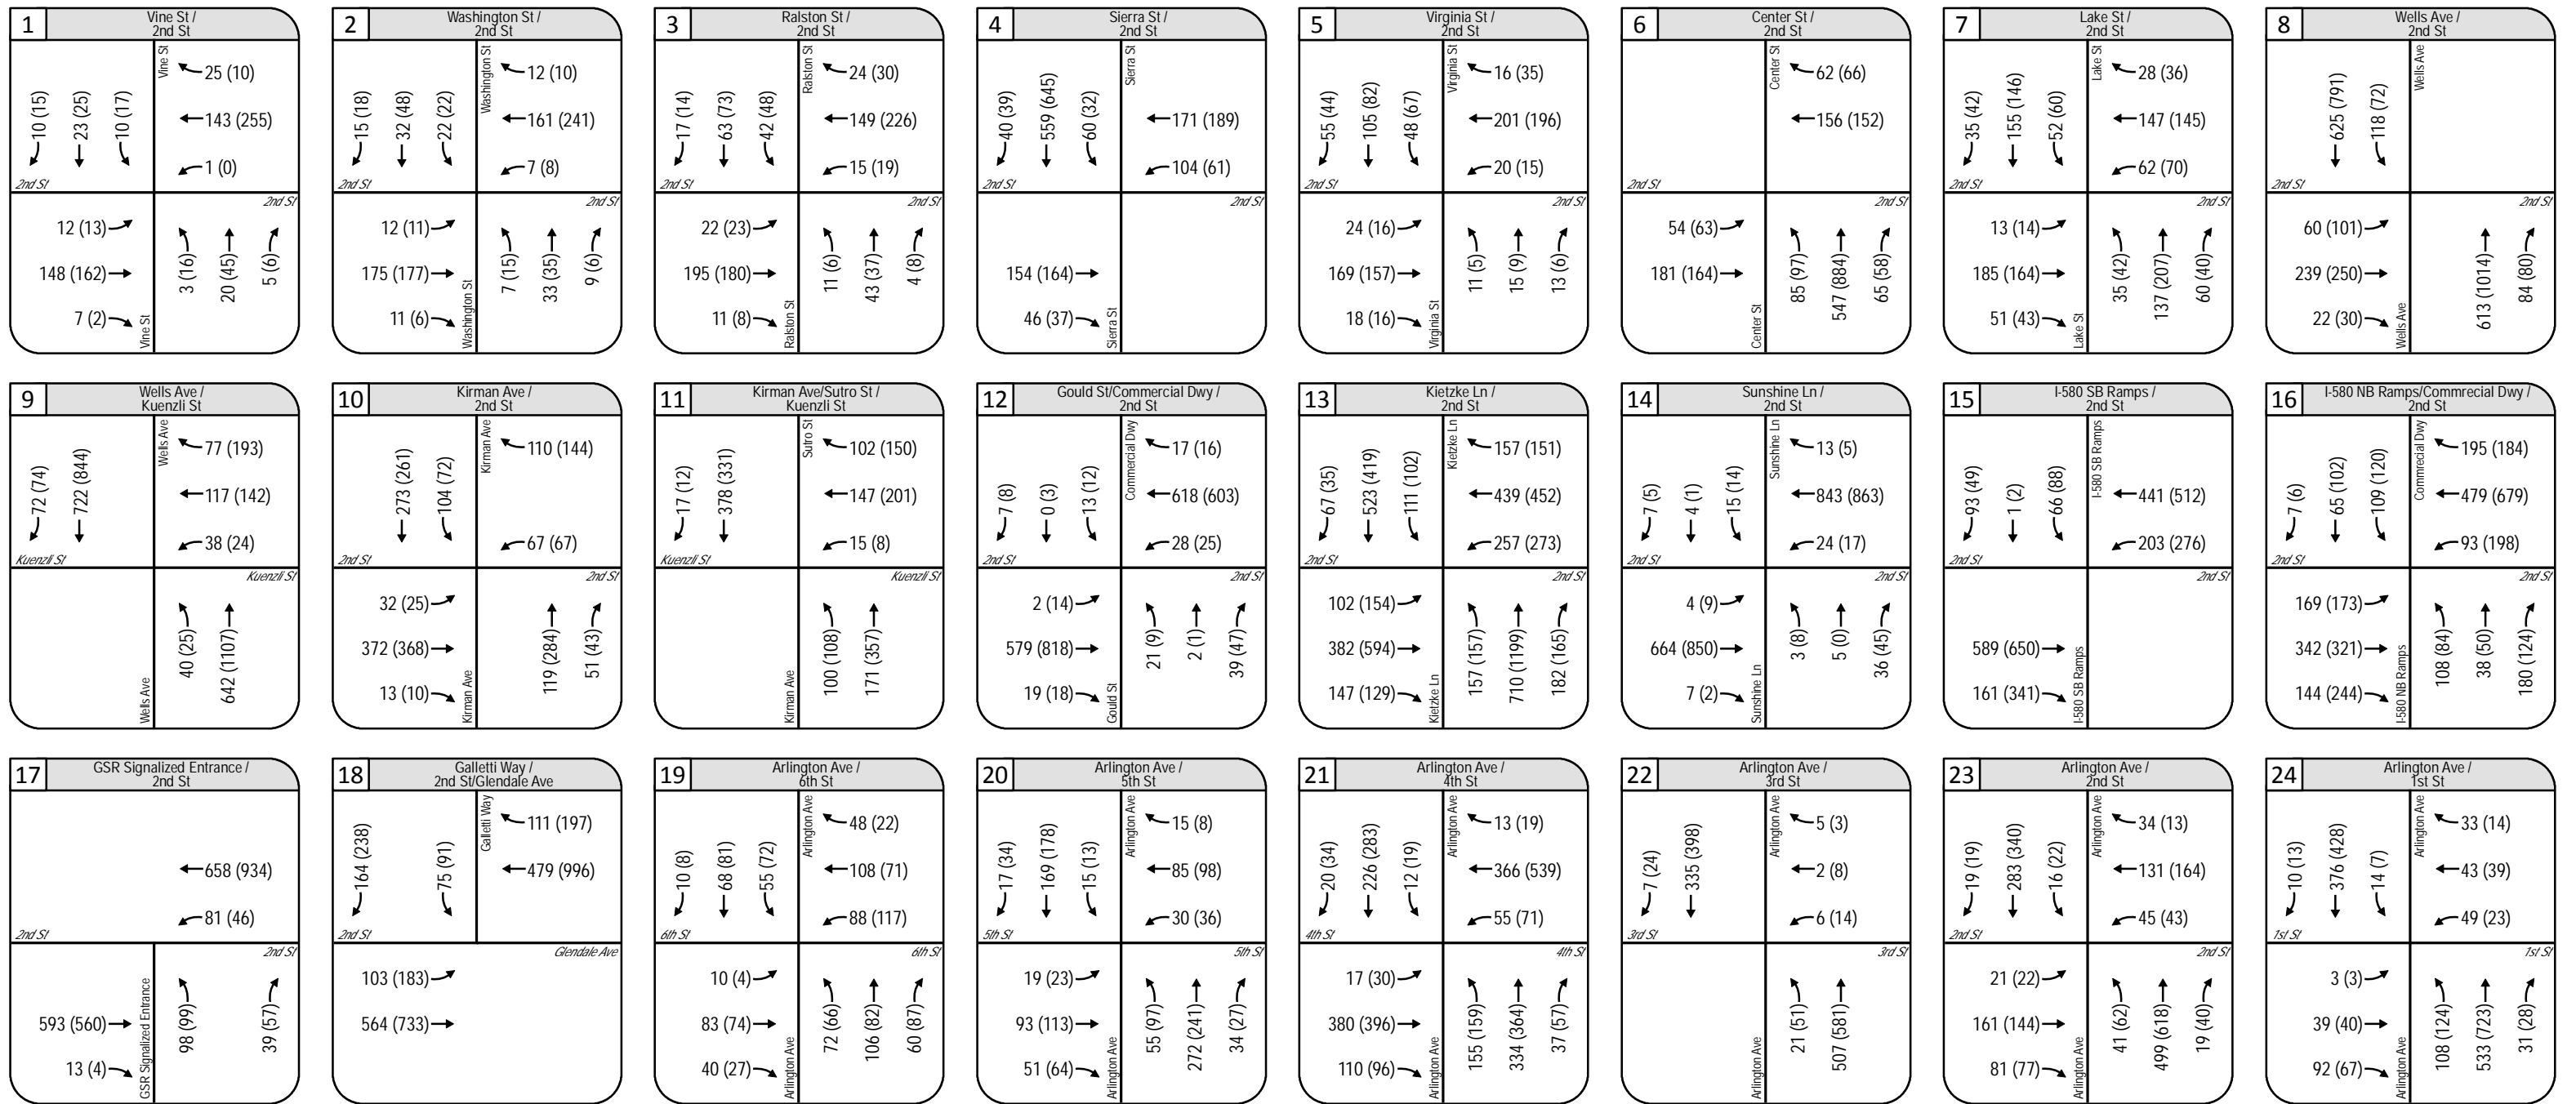 1
Vine St /
2nd St
Vine St
10 (15)
23 (25)
10 (17)
25 (10)
143 (255)
1 (0)
2nd St
2nd St
12 (13)
148 (162)
7 (2)
Vine St
3 (16)
20 (45)
5 (6)
2
Washington St /
2nd St
Washington St
15 (18)
32 (48)
22 (22)
12 (10)
161 (241)
7 (8)
2nd St
2nd St
12 (11)
175 (177)
11 (6)
Washington St
7 (15)
33 (35)
9 (6)
3
Ralston St /
2nd St
Ralston St
17 (14)
63 (73)
42 (48)
24 (30)
149 (226)
15 (19)
2nd St
2nd St
22 (23)
195 (180)
11 (8)
Ralston St
11 (6)
43 (37)
4 (8)
4
Sierra St /
2nd St
Sierra St
40 (39)
559 (645)
60 (32)
171 (189)
104 (61)
2nd St
2nd St
154 (164)
46 (37)
Sierra St
5
Virginia St /
2nd St
Virginia St
55 (44)
105 (82)
48 (67)
16 (35)
201 (196)
20 (15)
2nd St
2nd St
24 (16)
169 (157)
18 (16)
Virginia St
11 (5)
15 (9)
13 (6)
6
Center St /
2nd St
Center St
62 (66)
156 (152)
2nd St
2nd St
54 (63)
181 (164)
Center St
85 (97)
547 (884)
65 (58)
7
Lake St /
2nd St
Lake St
35 (42)
155 (146)
52 (60)
28 (36)
147 (145)
62 (70)
2nd St
2nd St
13 (14)
185 (164)
51 (43)
Lake St
35 (42)
137 (207)
60 (40)
8
Wells Ave /
2nd St
Wells Ave
625 (791)
118 (72)
2nd St
2nd St
60 (101)
239 (250)
22 (30)
Wells Ave
613 (1014)
84 (80)
9
Wells Ave /
Kuenzli St
Wells Ave
72 (74)
722 (844)
77 (193)
117 (142)
38 (24)
Kuenzli St
Kuenzli St
Wells Ave
40 (25)
642 (1107)
10
Kirman Ave /
2nd St
Kirman Ave
273 (261)
104 (72)
110 (144)
67 (67)
2nd St
2nd St
32 (25)
372 (368)
13 (10)
Kirman Ave
119 (284)
51 (43)
11
Kirman Ave/Sutro St /
Kuenzli St
Sutro St
17 (12)
378 (331)
102 (150)
147 (201)
15 (8)
Kuenzli St
Kuenzli St
Kirman Ave
100 (108)
171 (357)
12
Gould St/Commercial Dwy /
2nd St
Commercial Dwy
7 (8)
0 (3)
13 (12)
17 (16)
618 (603)
28 (25)
2nd St
2nd St
2 (14)
579 (818)
19 (18)
Gould St
21 (9)
2 (1)
39 (47)
13
Kietzke Ln /
2nd St
Kietzke Ln
67 (35)
523 (419)
111 (102)
157 (151)
439 (452)
257 (273)
2nd St
2nd St
102 (154)
382 (594)
147 (129)
Kietzke Ln
157 (157)
710 (1199)
182 (165)
14
Sunshine Ln /
2nd St
Sunshine Ln
7 (5)
4 (1)
15 (14)
13 (5)
843 (863)
24 (17)
2nd St
2nd St
4 (9)
664 (850)
7 (2)
Sunshine Ln
3 (8)
5 (0)
36 (45)
15
I-580 SB Ramps /
2nd St
I-580 SB Ramps
93 (49)
1 (2)
66 (88)
441 (512)
203 (276)
2nd St
2nd St
589 (650)
161 (341)
I-580 SB Ramps
16
I-580 NB Ramps/Commrecial Dwy /
2nd St
Commrecial Dwy
7 (6)
65 (102)
109 (120)
195 (184)
479 (679)
93 (198)
2nd St
2nd St
169 (173)
342 (321)
144 (244)
I-580 NB Ramps
108 (84)
38 (50)
180 (124)
17
GSR Signalized Entrance /
2nd St
658 (934)
81 (46)
2nd St
2nd St
593 (560)
13 (4)
GSR Signalized Entrance
98 (99)
39 (57)
18
Galletti Way /
2nd St/Glendale Ave
Galletti Way
164 (238)
75 (91)
111 (197)
479 (996)
2nd St
Glendale Ave
103 (183)
564 (733)
19
Arlington Ave /
6th St
Arlington Ave
10 (8)
68 (81)
55 (72)
48 (22)
108 (71)
88 (117)
6th St
6th St
10 (4)
83 (74)
40 (27)
Arlington Ave
72 (66)
106 (82)
60 (87)
20
Arlington Ave /
5th St
Arlington Ave
17 (34)
169 (178)
15 (13)
15 (8)
85 (98)
30 (36)
5th St
5th St
19 (23)
93 (113)
51 (64)
Arlington Ave
55 (97)
272 (241)
34 (27)
21
Arlington Ave /
4th St
Arlington Ave
20 (34)
226 (283)
12 (19)
13 (19)
366 (539)
55 (71)
4th St
4th St
17 (30)
380 (396)
110 (96)
Arlington Ave
155 (159)
334 (364)
37 (57)
22
Arlington Ave /
3rd St
Arlington Ave
7 (24)
335 (398)
5 (3)
2 (8)
6 (14)
3rd St
3rd St
Arlington Ave
21 (51)
507 (581)
23
Arlington Ave /
2nd St
Arlington Ave
19 (19)
283 (340)
16 (22)
34 (13)
131 (164)
45 (43)
2nd St
2nd St
21 (22)
161 (144)
81 (77)
Arlington Ave
41 (62)
499 (618)
19 (40)
24
Arlington Ave /
1st St
Arlington Ave
10 (13)
376 (428)
14 (7)
33 (14)
43 (39)
49 (23)
1st St
1st St
3 (3)
39 (40)
92 (67)
Arlington Ave
108 (124)
533 (723)
31 (28)